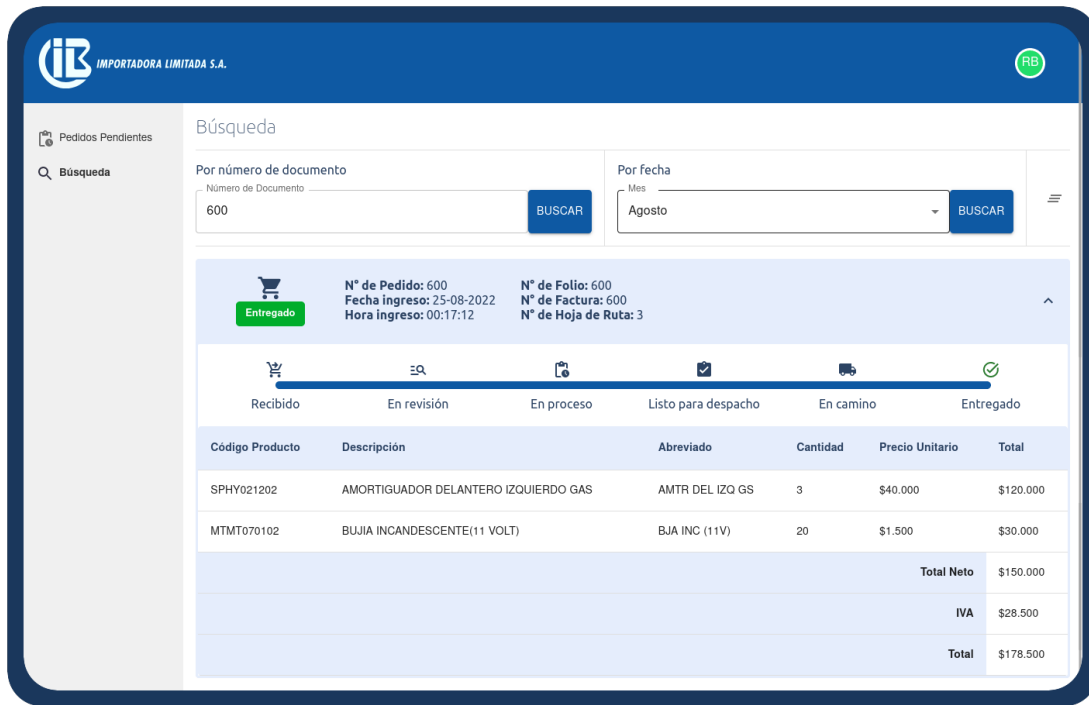 ILB IMPORTADORA LIMITADA S.A.
RB
Pedidos Pendientes
Búsqueda
Búsqueda
Por número de documento
Número de Documento
600
BUSCAR
Por fecha
Mes
Agosto
BUSCAR
Entregado
N° de Pedido: 600
Fecha ingreso: 25-08-2022
Hora ingreso: 00:17:12
N° de Folio: 600
N° de Factura: 600
N° de Hoja de Ruta: 3
Recibido En revisión En proceso Listo para despacho En camino Entregado
Código Producto Descripción Abreviado Cantidad Precio Unitario Total
SPHY021202 AMORTIGUADOR DELANTERO IZQUIERDO GAS AMTR DEL IZQ GS 3 $40.000 $120.000
MTMT070102 BUJIA INCANDESCENTE(11 VOLT) BJA INC (11V) 20 $1.500 $30.000
Total Neto $150.000
IVA $28.500
Total $178.500